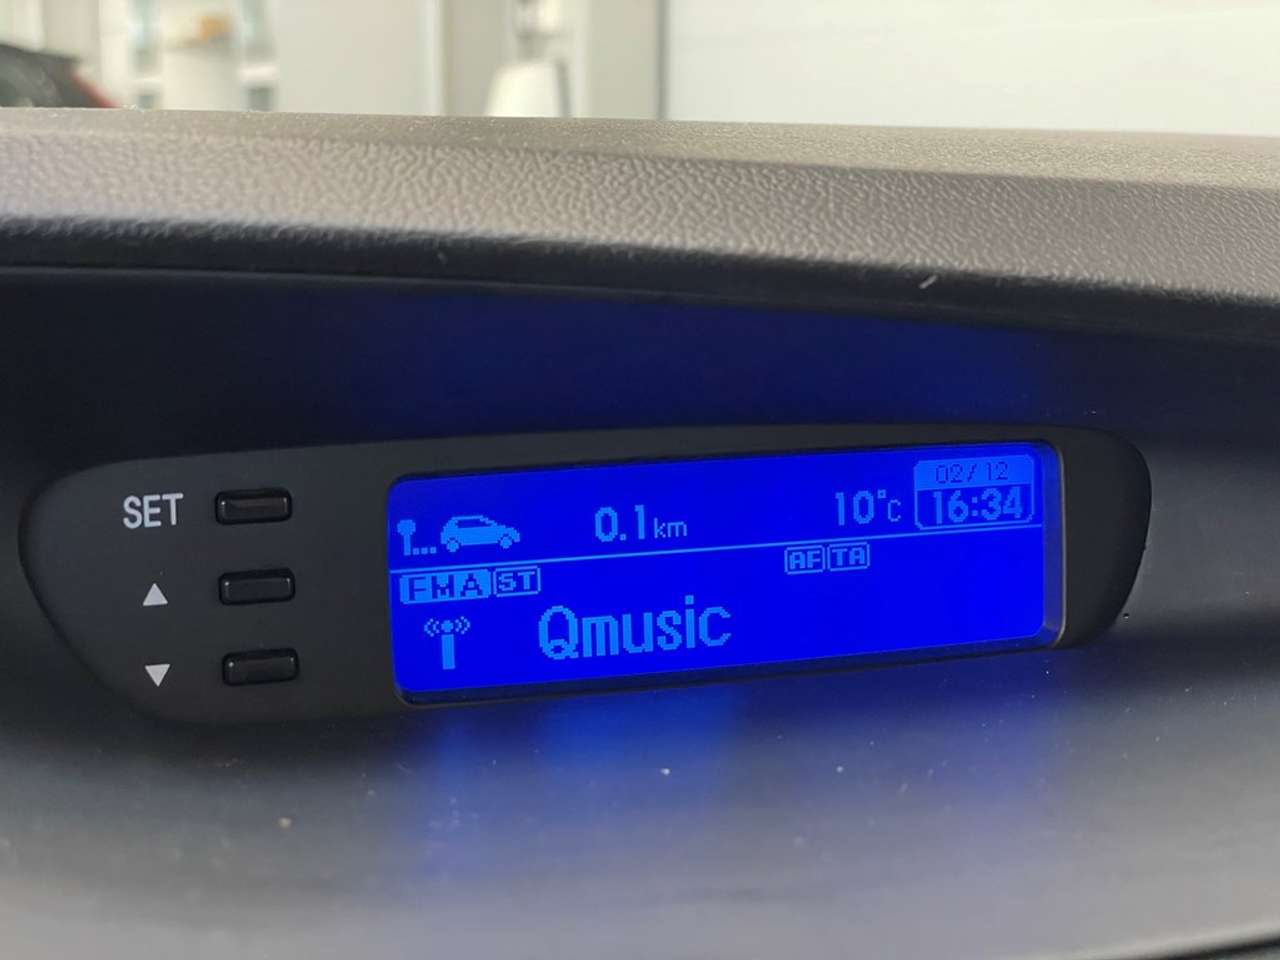 SET
0.1km 10°C 02/12
16:34
FMA ST AF TA
Qmusic